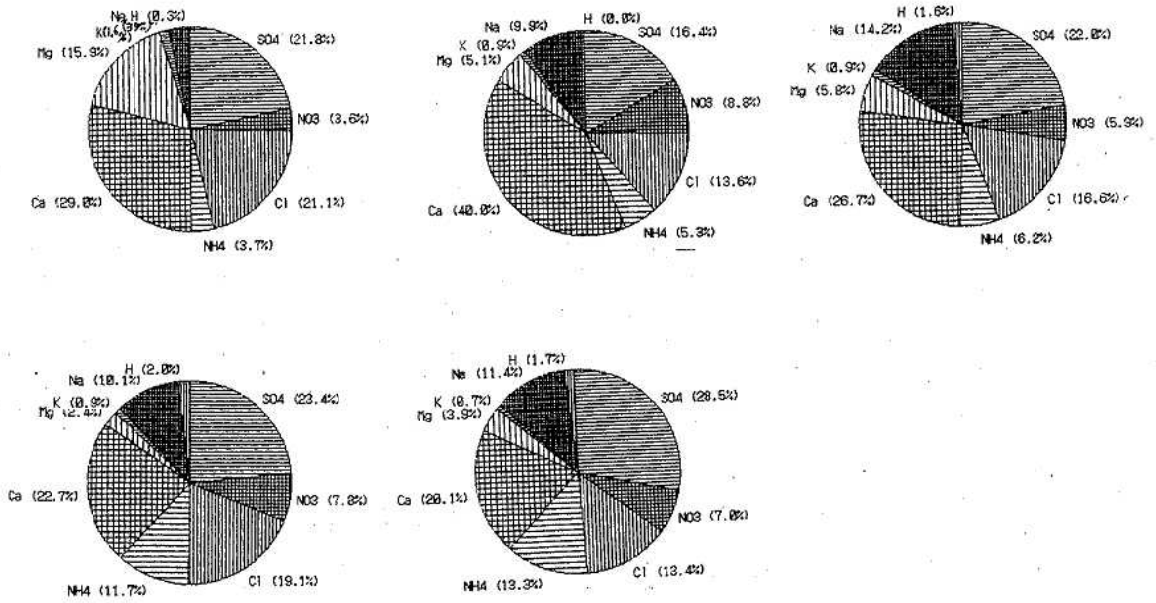 Na H (0.3%)
Mg (15.9%)
SO4 (21.8%)
NO3 (3.6%)
Cl (21.1%)
NH4 (3.7%)
Ca (29.0%)
H (0.0%)
Na (9.9%)
K (0.9%)
Mg (5.1%)
SO4 (16.4%)
NO3 (8.8%)
Cl (13.6%)
NH4 (5.3%)
Ca (40.0%)
H (1.6%)
Na (14.2%)
K (0.9%)
Mg (5.8%)
SO4 (22.0%)
NO3 (5.9%)
Cl (16.6%)
NH4 (6.2%)
Ca (26.7%)
H (2.0%)
Na (10.1%)
K (0.9%)
Mg (2.4%)
SO4 (23.4%)
NO3 (7.8%)
Cl (19.1%)
NH4 (11.7%)
Ca (22.7%)
H (1.7%)
Na (11.4%)
K (0.7%)
Mg (3.9%)
SO4 (28.5%)
NO3 (7.0%)
Cl (13.4%)
NH4 (13.3%)
Ca (20.1%)